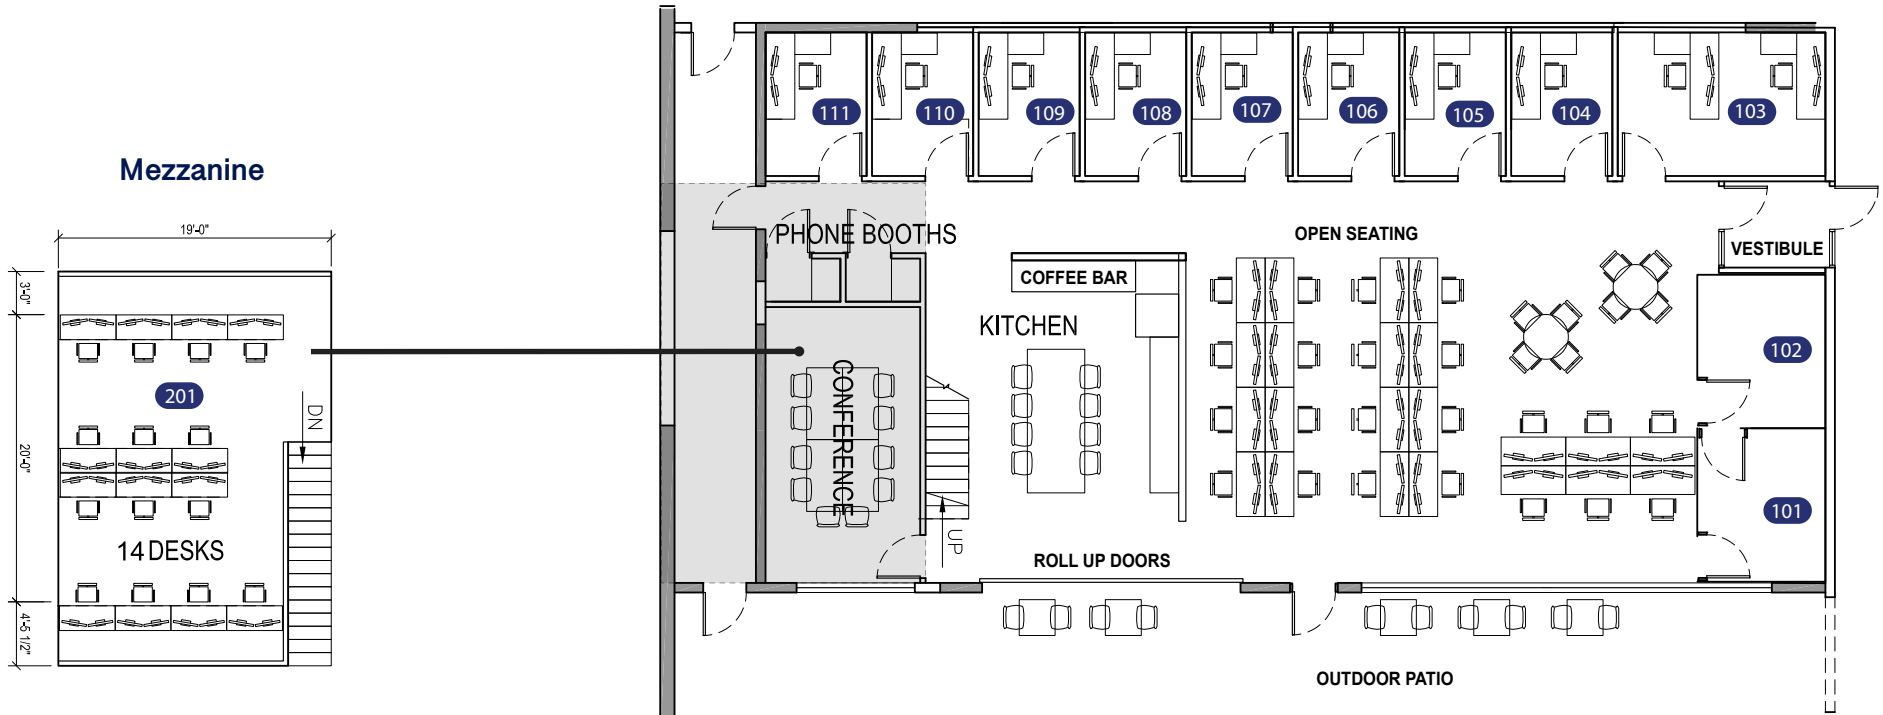 Mezzanine
19'-0"
3'-0"
20'-0"
4'-5 1/2"
201
DN
14 DESKS
111
110
109
108
107
106
105
104
103
PHONE BOOTHS
OPEN SEATING
VESTIBULE
COFFEE BAR
KITCHEN
CONFERENCE
102
101
UP
ROLL UP DOORS
OUTDOOR PATIO